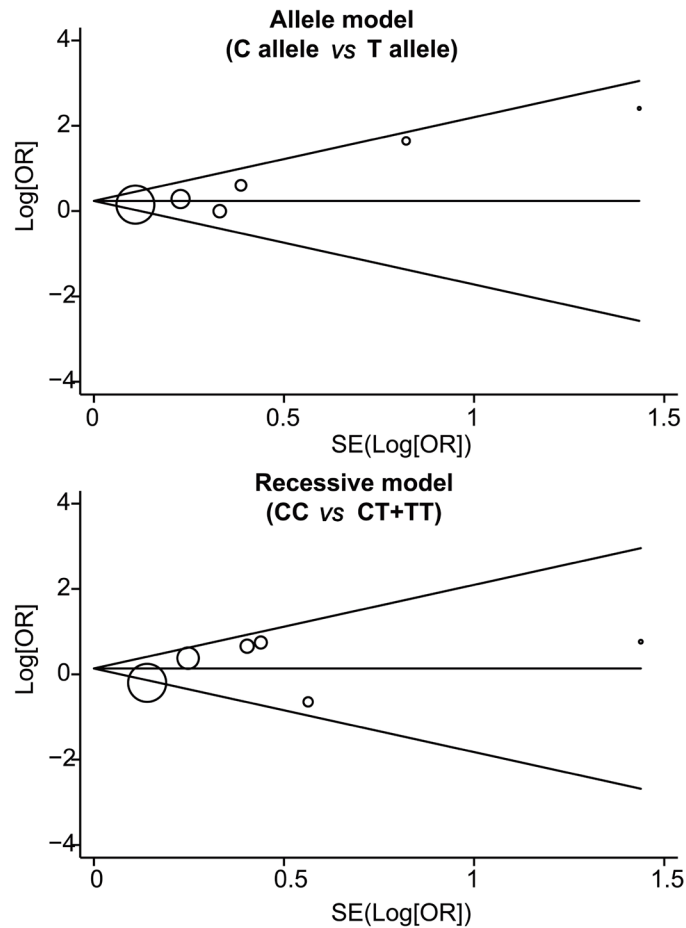 Allele model
(C allele vs T allele)
4
2
0
−2
−4
Log[OR]
0
0.5
1
1.5
SE(Log[OR])
Recessive model
(CC vs CT+TT)
4
2
0
−2
−4
Log[OR]
0
0.5
1
1.5
SE(Log[OR])